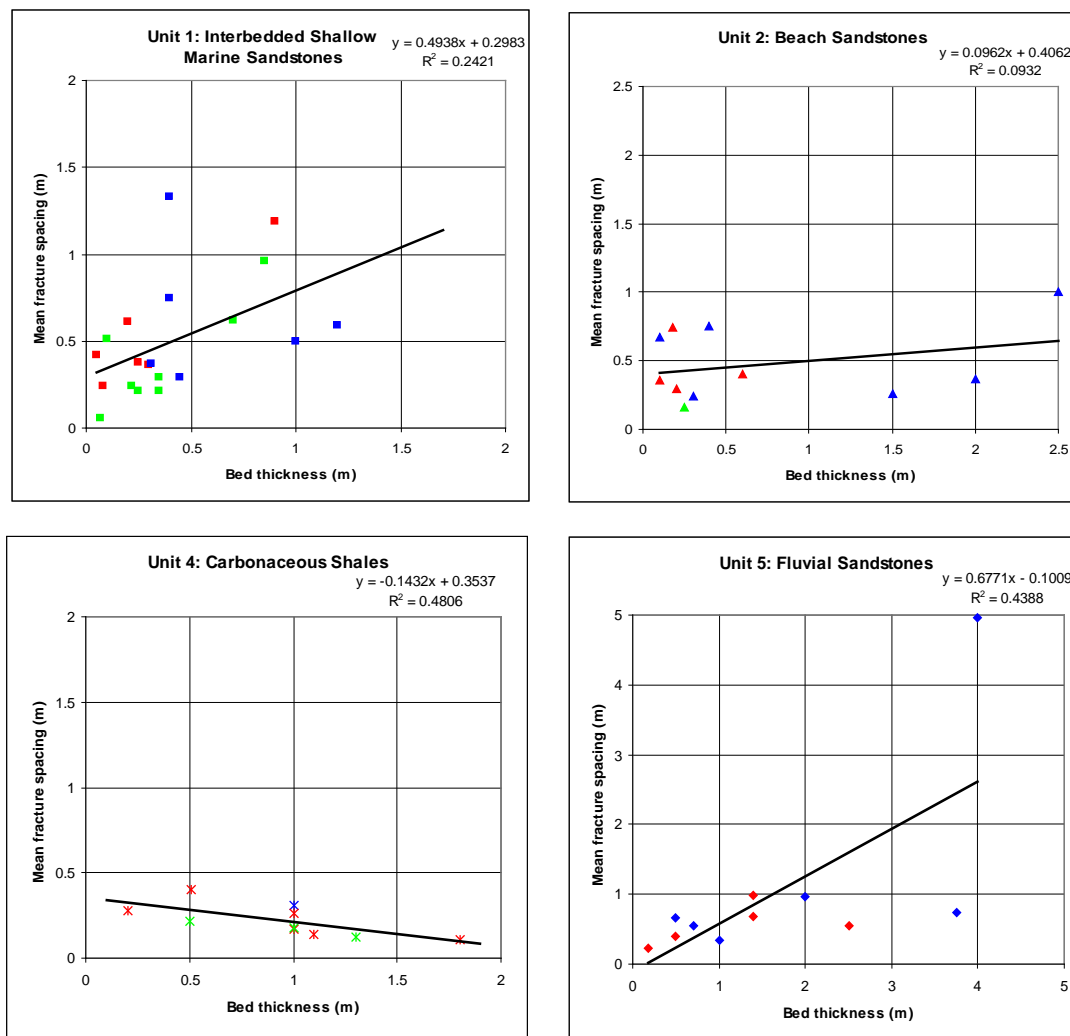 Unit 1: Interbedded Shallow
Marine Sandstones
y = 0.4938x + 0.2983
R² = 0.2421
2
1.5
1
0.5
0
0
0.5
1
1.5
2
Mean fracture spacing (m)
Bed thickness (m)
Unit 2: Beach Sandstones
y = 0.0962x + 0.4062
R² = 0.0932
2.5
2
1.5
1
0.5
0
0
0.5
1
1.5
2
2.5
Mean fracture spacing (m)
Bed thickness (m)
Unit 4: Carbonaceous Shales
y = -0.1432x + 0.3537
R² = 0.4806
2
1.5
1
0.5
0
0
0.5
1
1.5
2
Mean fracture spacing (m)
Bed thickness (m)
Unit 5: Fluvial Sandstones
y = 0.6771x - 0.1009
R² = 0.4388
5
4
3
2
1
0
0
1
2
3
4
5
Mean fracture spacing (m)
Bed thickness (m)